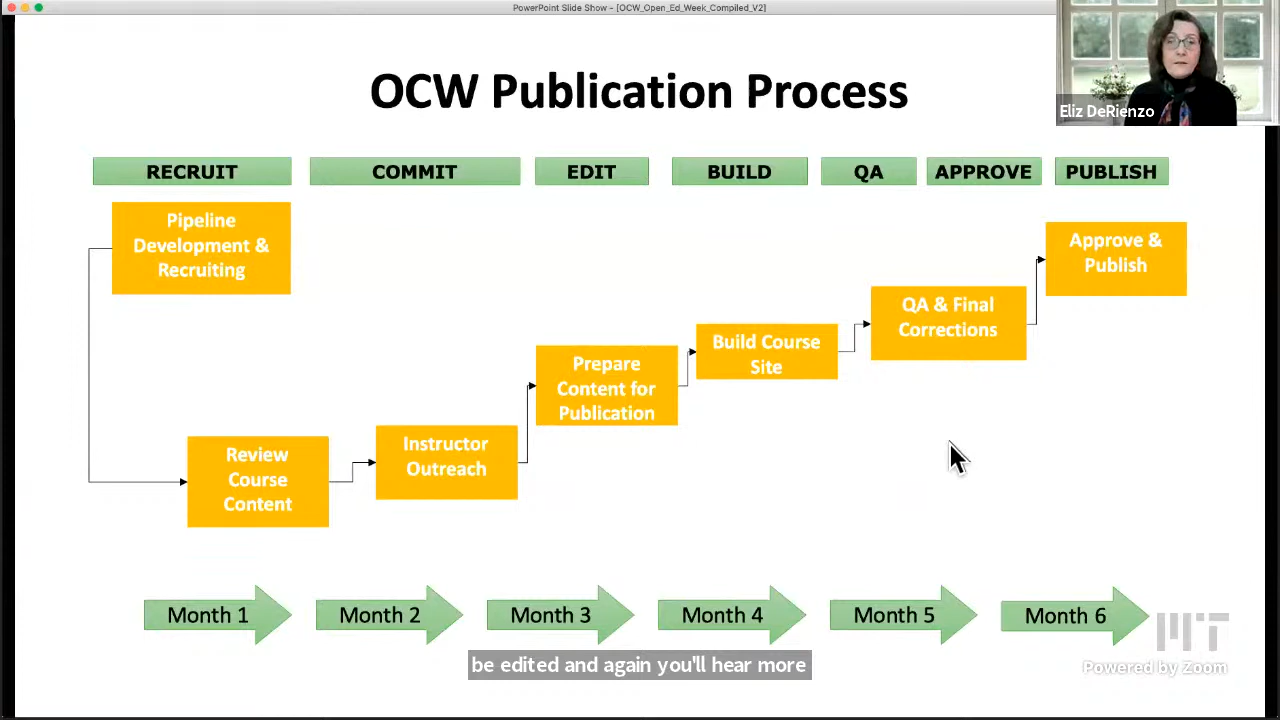 PowerPoint Slide Show - [OCW_Open_Ed_Week_Compiled_V2]
Eliz DeRienzo
OCW Publication Process
RECRUIT
COMMIT
EDIT
BUILD
QA
APPROVE
PUBLISH
Pipeline
Development &
Recruiting
Review
Course
Content
Instructor
Outreach
Prepare
Content for
Publication
Build Course
Site
QA & Final
Corrections
Approve &
Publish
Month 1
Month 2
Month 3
Month 4
Month 5
Month 6
MIT
be edited and again you'll hear more
Powered by Zoom